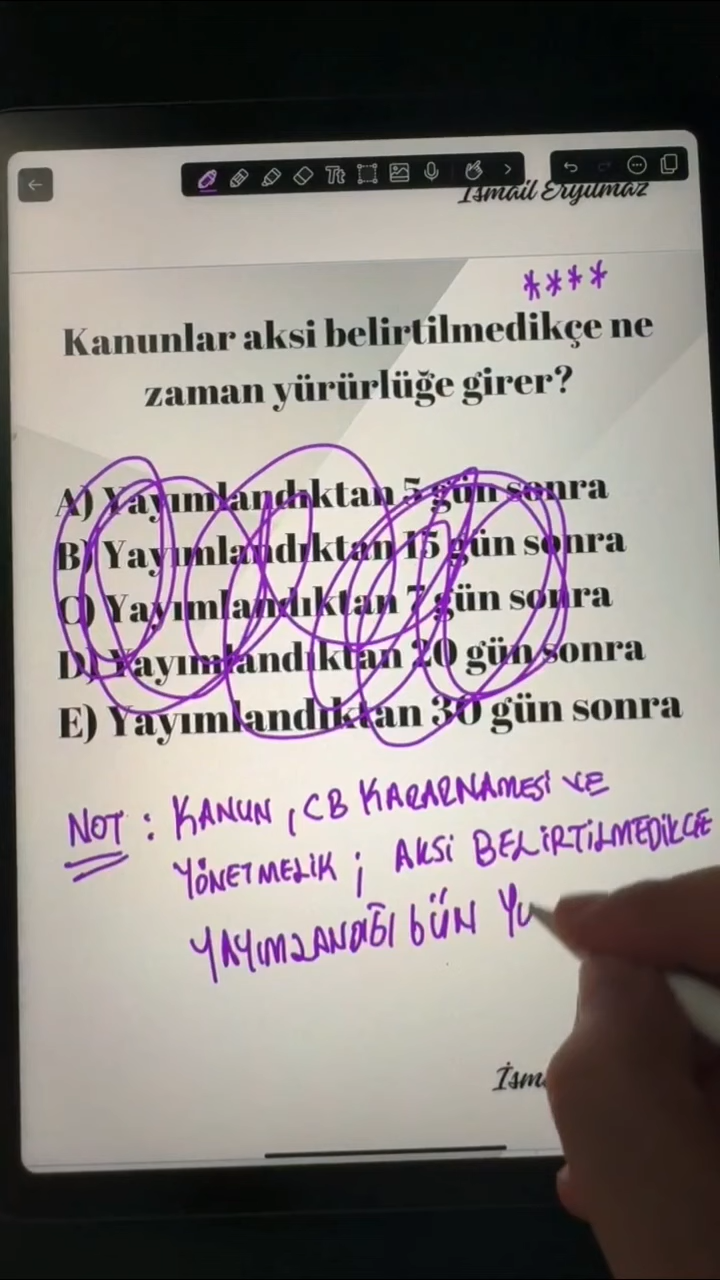 İsmail Eryılmaz
****
Kanunlar aksi belirtilmedikçe ne
zaman yürürlüğe girer?
A) Yayımlandıktan 5 gün sonra
B) Yayımlandıktan 15 gün sonra
C) Yayımlandıktan 7 gün sonra
D) Yayımlandıktan 20 gün sonra
E) Yayımlandıktan 30 gün sonra
NOT : KANUN , CB KARARNAMESİ VE
YÖNETMELİK ; AKSİ BELİRTİLMEDİKÇE
YAYIMLANDIĞI GÜN YU
İsm